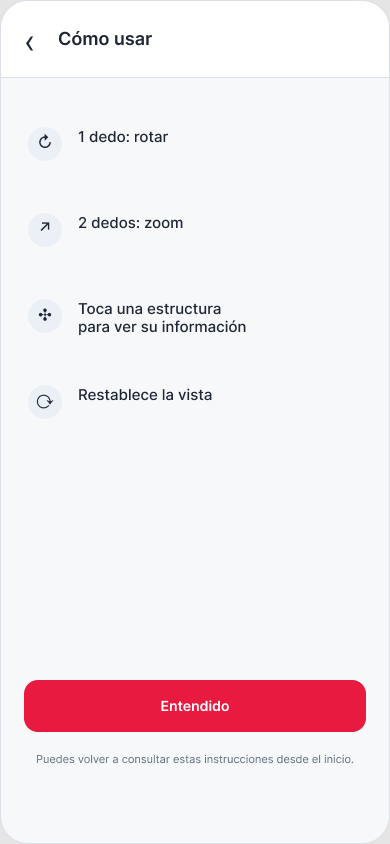 Cómo usar
1 dedo: rotar
2 dedos: zoom
Toca una estructura
para ver su información
Restablece la vista
Entendido
Puedes volver a consultar estas instrucciones desde el inicio.